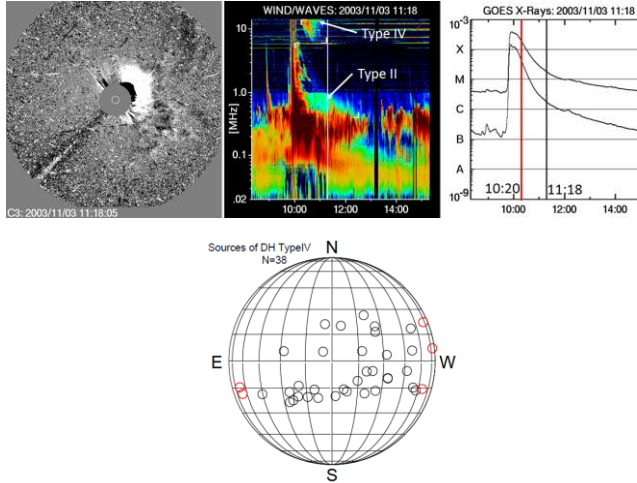 C3: 2003/11/03 11:18:05
WIND/WAVES: 2003/11/03 11:18
Type IV
Type II
[MHz]
10
1.0
0.1
.02
10:00 12:00 14:00
GOES X-Rays: 2003/11/03 11:18
10-3
X
M
C
B
A
10-9
10:20 11:18
10:00 12:00 14:00
Sources of DH TypeIV
N=38
N
E
W
S